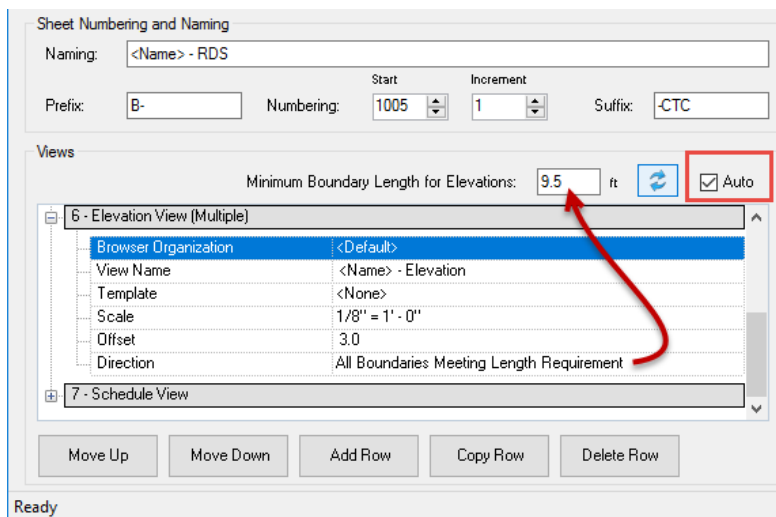 Sheet Numbering and Naming
Naming: <Name> - RDS
Start Increment
Prefix: B- Numbering: 1005 1 Suffix: -CTC
Views
Minimum Boundary Length for Elevations: 9.5 ft Auto
6 - Elevation View (Multiple)
Browser Organization <Default>
View Name <Name> - Elevation
Template <None>
Scale 1/8" = 1' - 0"
Offset 3.0
Direction All Boundaries Meeting Length Requirement
7 - Schedule View
Move Up Move Down Add Row Copy Row Delete Row
Ready